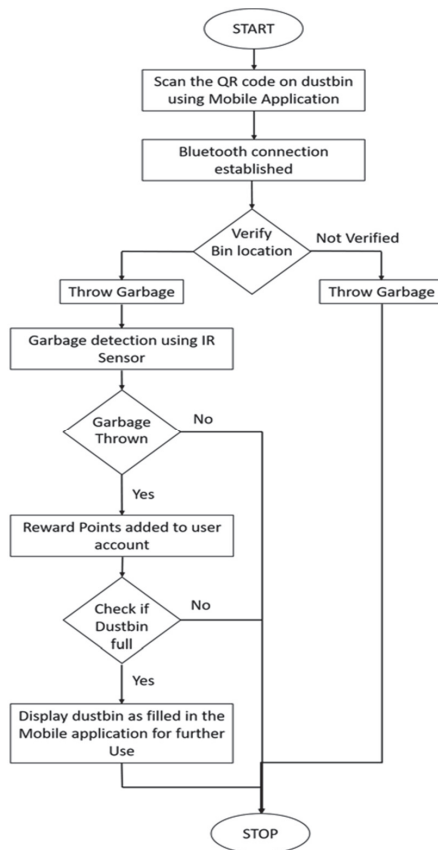 START
Scan the QR code on dustbin
using Mobile Application
Bluetooth connection
established
Verify
Bin location
Not Verified
Throw Garbage
Throw Garbage
Garbage detection using IR
Sensor
Garbage
Thrown
No
Yes
Reward Points added to user
account
Check if
Dustbin
full
No
Yes
Display dustbin as filled in the
Mobile application for further
Use
STOP